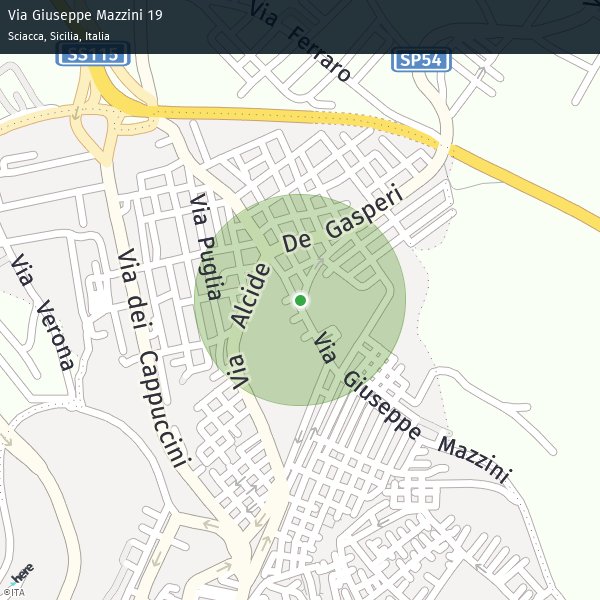 Via Giuseppe Mazzini 19
Sciacca, Sicilia, Italia
Via Ferraro
SS115
SP54
Via Alcide De Gasperi
Via Puglia
Via Verona
Via dei Cappuccini
Via Giuseppe Mazzini
here
©ITA